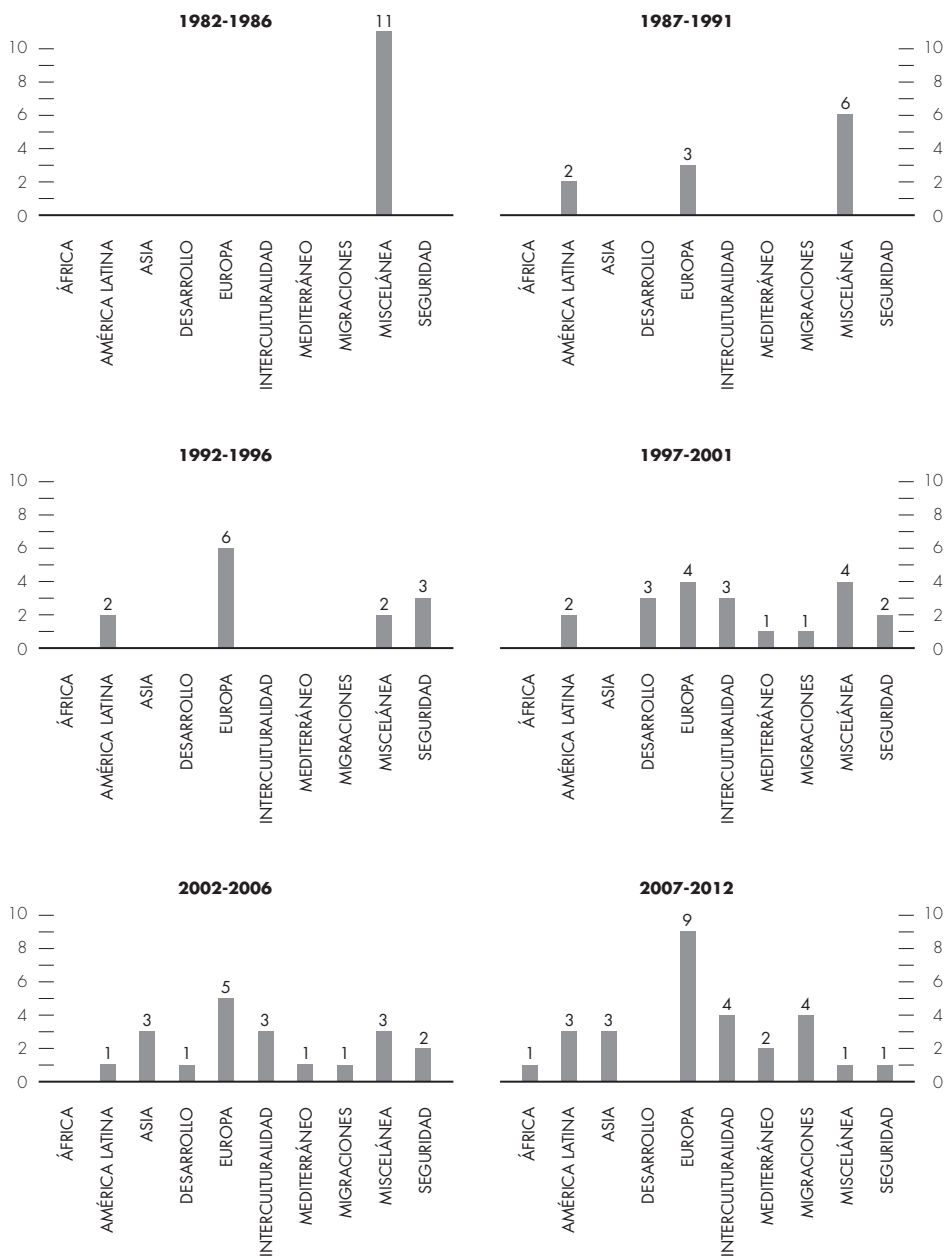 1982-1986
11
10
8
6
4
2
0
ÁFRICA
AMÉRICA LATINA
ASIA
DESARROLLO
EUROPA
INTERCULTURALIDAD
MEDITERRÁNEO
MIGRACIONES
MISCELÁNEA
SEGURIDAD
1987-1991
2
3
6
10
8
6
4
2
0
ÁFRICA
AMÉRICA LATINA
ASIA
DESARROLLO
EUROPA
INTERCULTURALIDAD
MEDITERRÁNEO
MIGRACIONES
MISCELÁNEA
SEGURIDAD
1992-1996
10
8
6
4
2
0
2
6
2
3
ÁFRICA
AMÉRICA LATINA
ASIA
DESARROLLO
EUROPA
INTERCULTURALIDAD
MEDITERRÁNEO
MIGRACIONES
MISCELÁNEA
SEGURIDAD
1997-2001
2
3
4
3
1
1
4
2
10
8
6
4
2
0
ÁFRICA
AMÉRICA LATINA
ASIA
DESARROLLO
EUROPA
INTERCULTURALIDAD
MEDITERRÁNEO
MIGRACIONES
MISCELÁNEA
SEGURIDAD
2002-2006
10
8
6
4
2
0
1
3
1
5
3
1
1
3
2
ÁFRICA
AMÉRICA LATINA
ASIA
DESARROLLO
EUROPA
INTERCULTURALIDAD
MEDITERRÁNEO
MIGRACIONES
MISCELÁNEA
SEGURIDAD
2007-2012
1
3
3
9
4
2
4
1
1
10
8
6
4
2
0
ÁFRICA
AMÉRICA LATINA
ASIA
DESARROLLO
EUROPA
INTERCULTURALIDAD
MEDITERRÁNEO
MIGRACIONES
MISCELÁNEA
SEGURIDAD